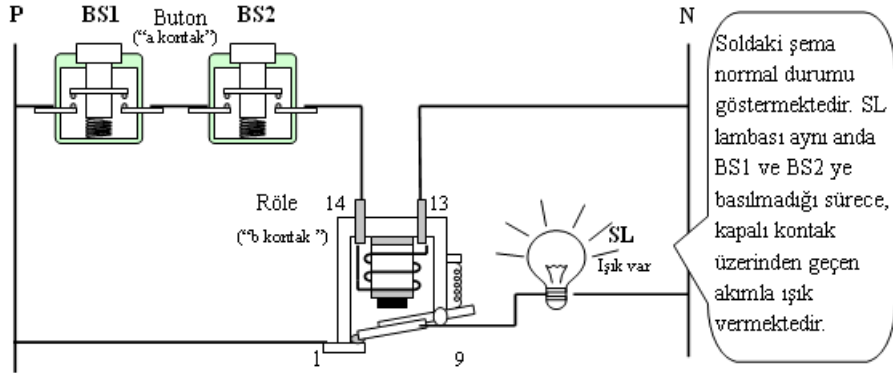 P
BS1
Buton
("a kontak")
BS2
N
Soldaki şema
normal durumu
göstermektedir. SL
lambası aynı anda
BS1 ve BS2 ye
basılmadığı sürece,
kapalı kontak
üzerinden geçen
akımla ışık
vermektedir.
Röle
("b kontak ")
14
13
SL
Işık var
1
9